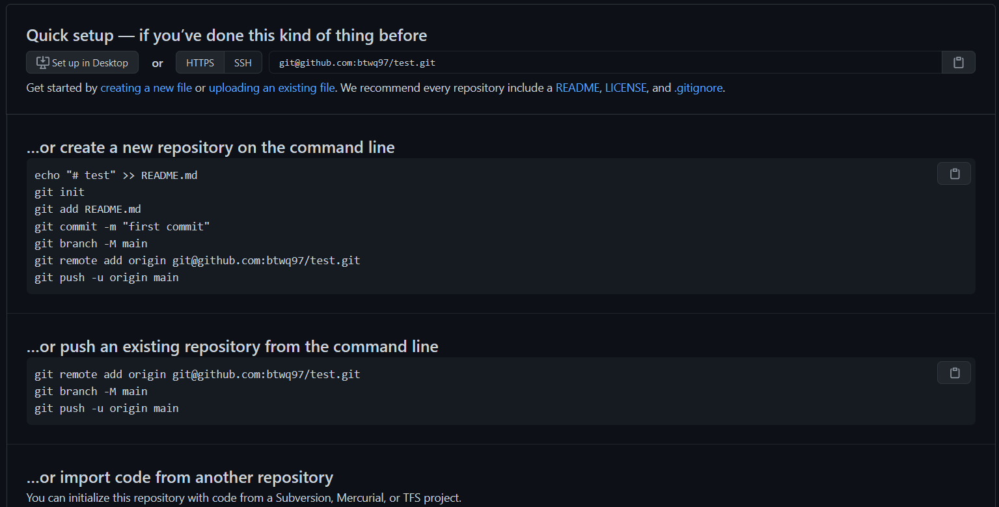 Quick setup — if you’ve done this kind of thing before
Set up in Desktop or HTTPS SSH git@github.com:btwq97/test.git
Get started by creating a new file or uploading an existing file. We recommend every repository include a README, LICENSE, and .gitignore.
…or create a new repository on the command line
echo "# test" >> README.md
git init
git add README.md
git commit -m "first commit"
git branch -M main
git remote add origin git@github.com:btwq97/test.git
git push -u origin main
…or push an existing repository from the command line
git remote add origin git@github.com:btwq97/test.git
git branch -M main
git push -u origin main
…or import code from another repository
You can initialize this repository with code from a Subversion, Mercurial, or TFS project.